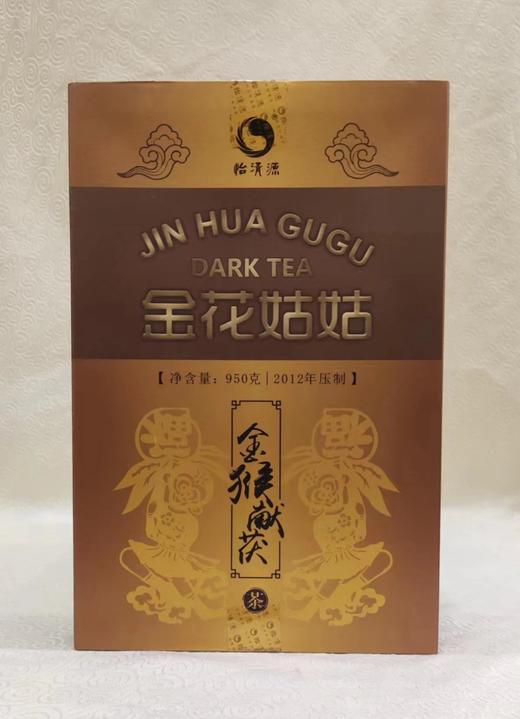 怡清源
JIN HUA GUGU
DARK TEA
金花姑姑
【净含量：950克|2012年压制】
金猴献茯
茶